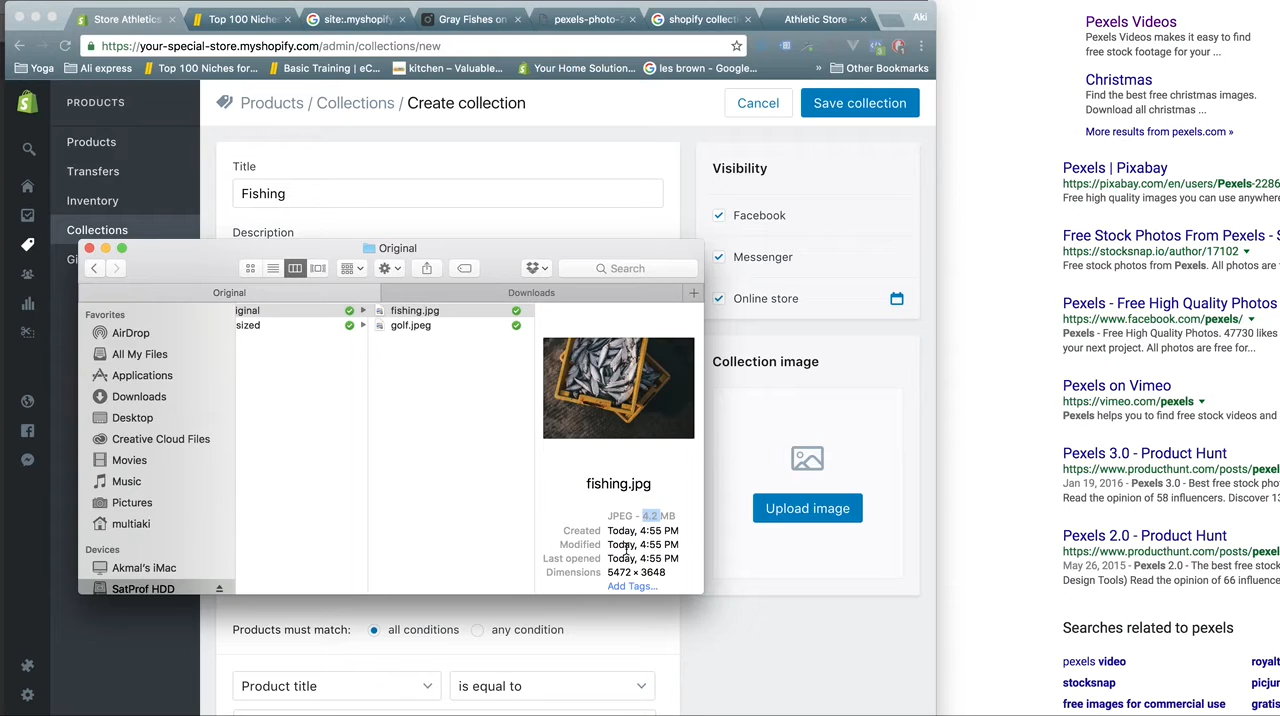 Store Athletics
Top 100 Niches
site:.myshopify
Gray Fishes on
pexels-photo-2
shopify collecti
Athletic Store –
Aki
https://your-special-store.myshopify.com/admin/collections/new
Yoga
Ali express
Top 100 Niches for...
Basic Training | eC...
kitchen – Valuable...
Your Home Solution...
les brown - Google...
»
Other Bookmarks
PRODUCTS
Products / Collections / Create collection
Cancel
Save collection
Products
Transfers
Inventory
Collections
Gi
Title
Fishing
Description
Visibility
Facebook
Messenger
Online store
Collection image
Upload image
Original
Search
Original
Downloads
+
Favorites
AirDrop
All My Files
Applications
Downloads
Desktop
Creative Cloud Files
Movies
Music
Pictures
multiaki
Devices
Akmal's iMac
SatProf HDD
iginal
sized
fishing.jpg
golf.jpeg
fishing.jpg
JPEG - 4.2 MB
Created Today, 4:55 PM
Modified Today, 4:55 PM
Last opened Today, 4:55 PM
Dimensions 5472 × 3648
Add Tags...
Products must match:
all conditions
any condition
Product title
is equal to
Pexels Videos
Pexels Videos makes it easy to find
free stock footage for your ...
Christmas
Find the best free christmas images.
Download all christmas ...
More results from pexels.com »
Pexels | Pixabay
https://pixabay.com/en/users/Pexels-2286
Free high quality images you can use anywhere
Free Stock Photos From Pexels - S
https://stocksnap.io/author/17102
Free stock photos from Pexels. All photos are free
Pexels - Free High Quality Photos
https://www.facebook.com/pexels/
Pexels - Free High Quality Photos. 47730 likes
your next project. All photos are free for...
Pexels on Vimeo
https://vimeo.com/pexels
Pexels helps you to find free stock videos and
Pexels 3.0 - Product Hunt
https://www.producthunt.com/posts/pexel
Jan 19, 2016 - Pexels 3.0 - Best free stock pho
Read the opinion of 58 influencers. Discover 13
Pexels 2.0 - Product Hunt
https://www.producthunt.com/posts/pexe
May 26, 2015 - Pexels 2.0 - The best free stock
Design Tools) Read the opinion of 66 influence
Searches related to pexels
pexels video
royalt
stocksnap
picjun
free images for commercial use
gratis